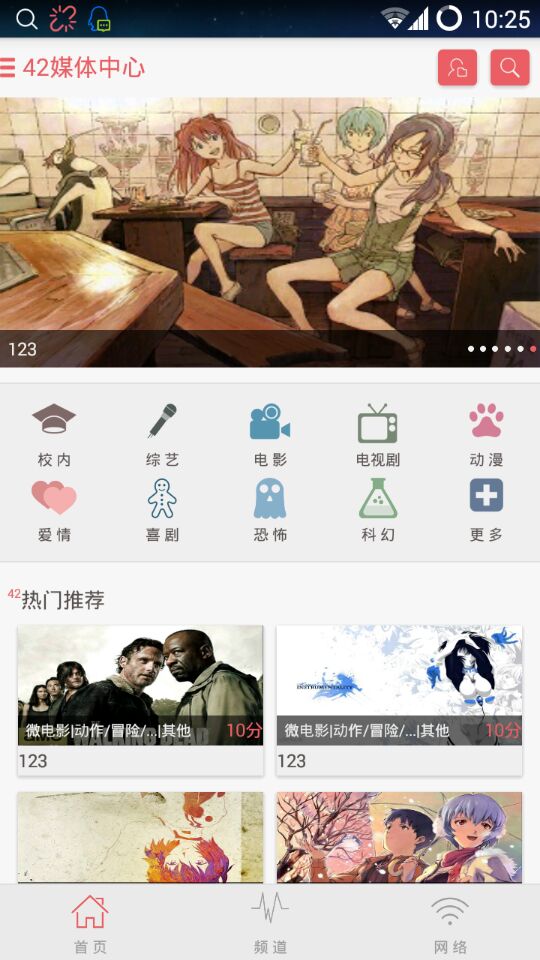 10:25
42媒体中心
123
校内 综艺 电影 电视剧 动漫
爱情 喜剧 恐怖 科幻 更多
42热门推荐
INSTRUMENTALITY
微电影|动作/冒险/...|其他 10分
微电影|动作/冒险/...|其他 10分
WALKING DEAD
123
123
首页 频道 网络